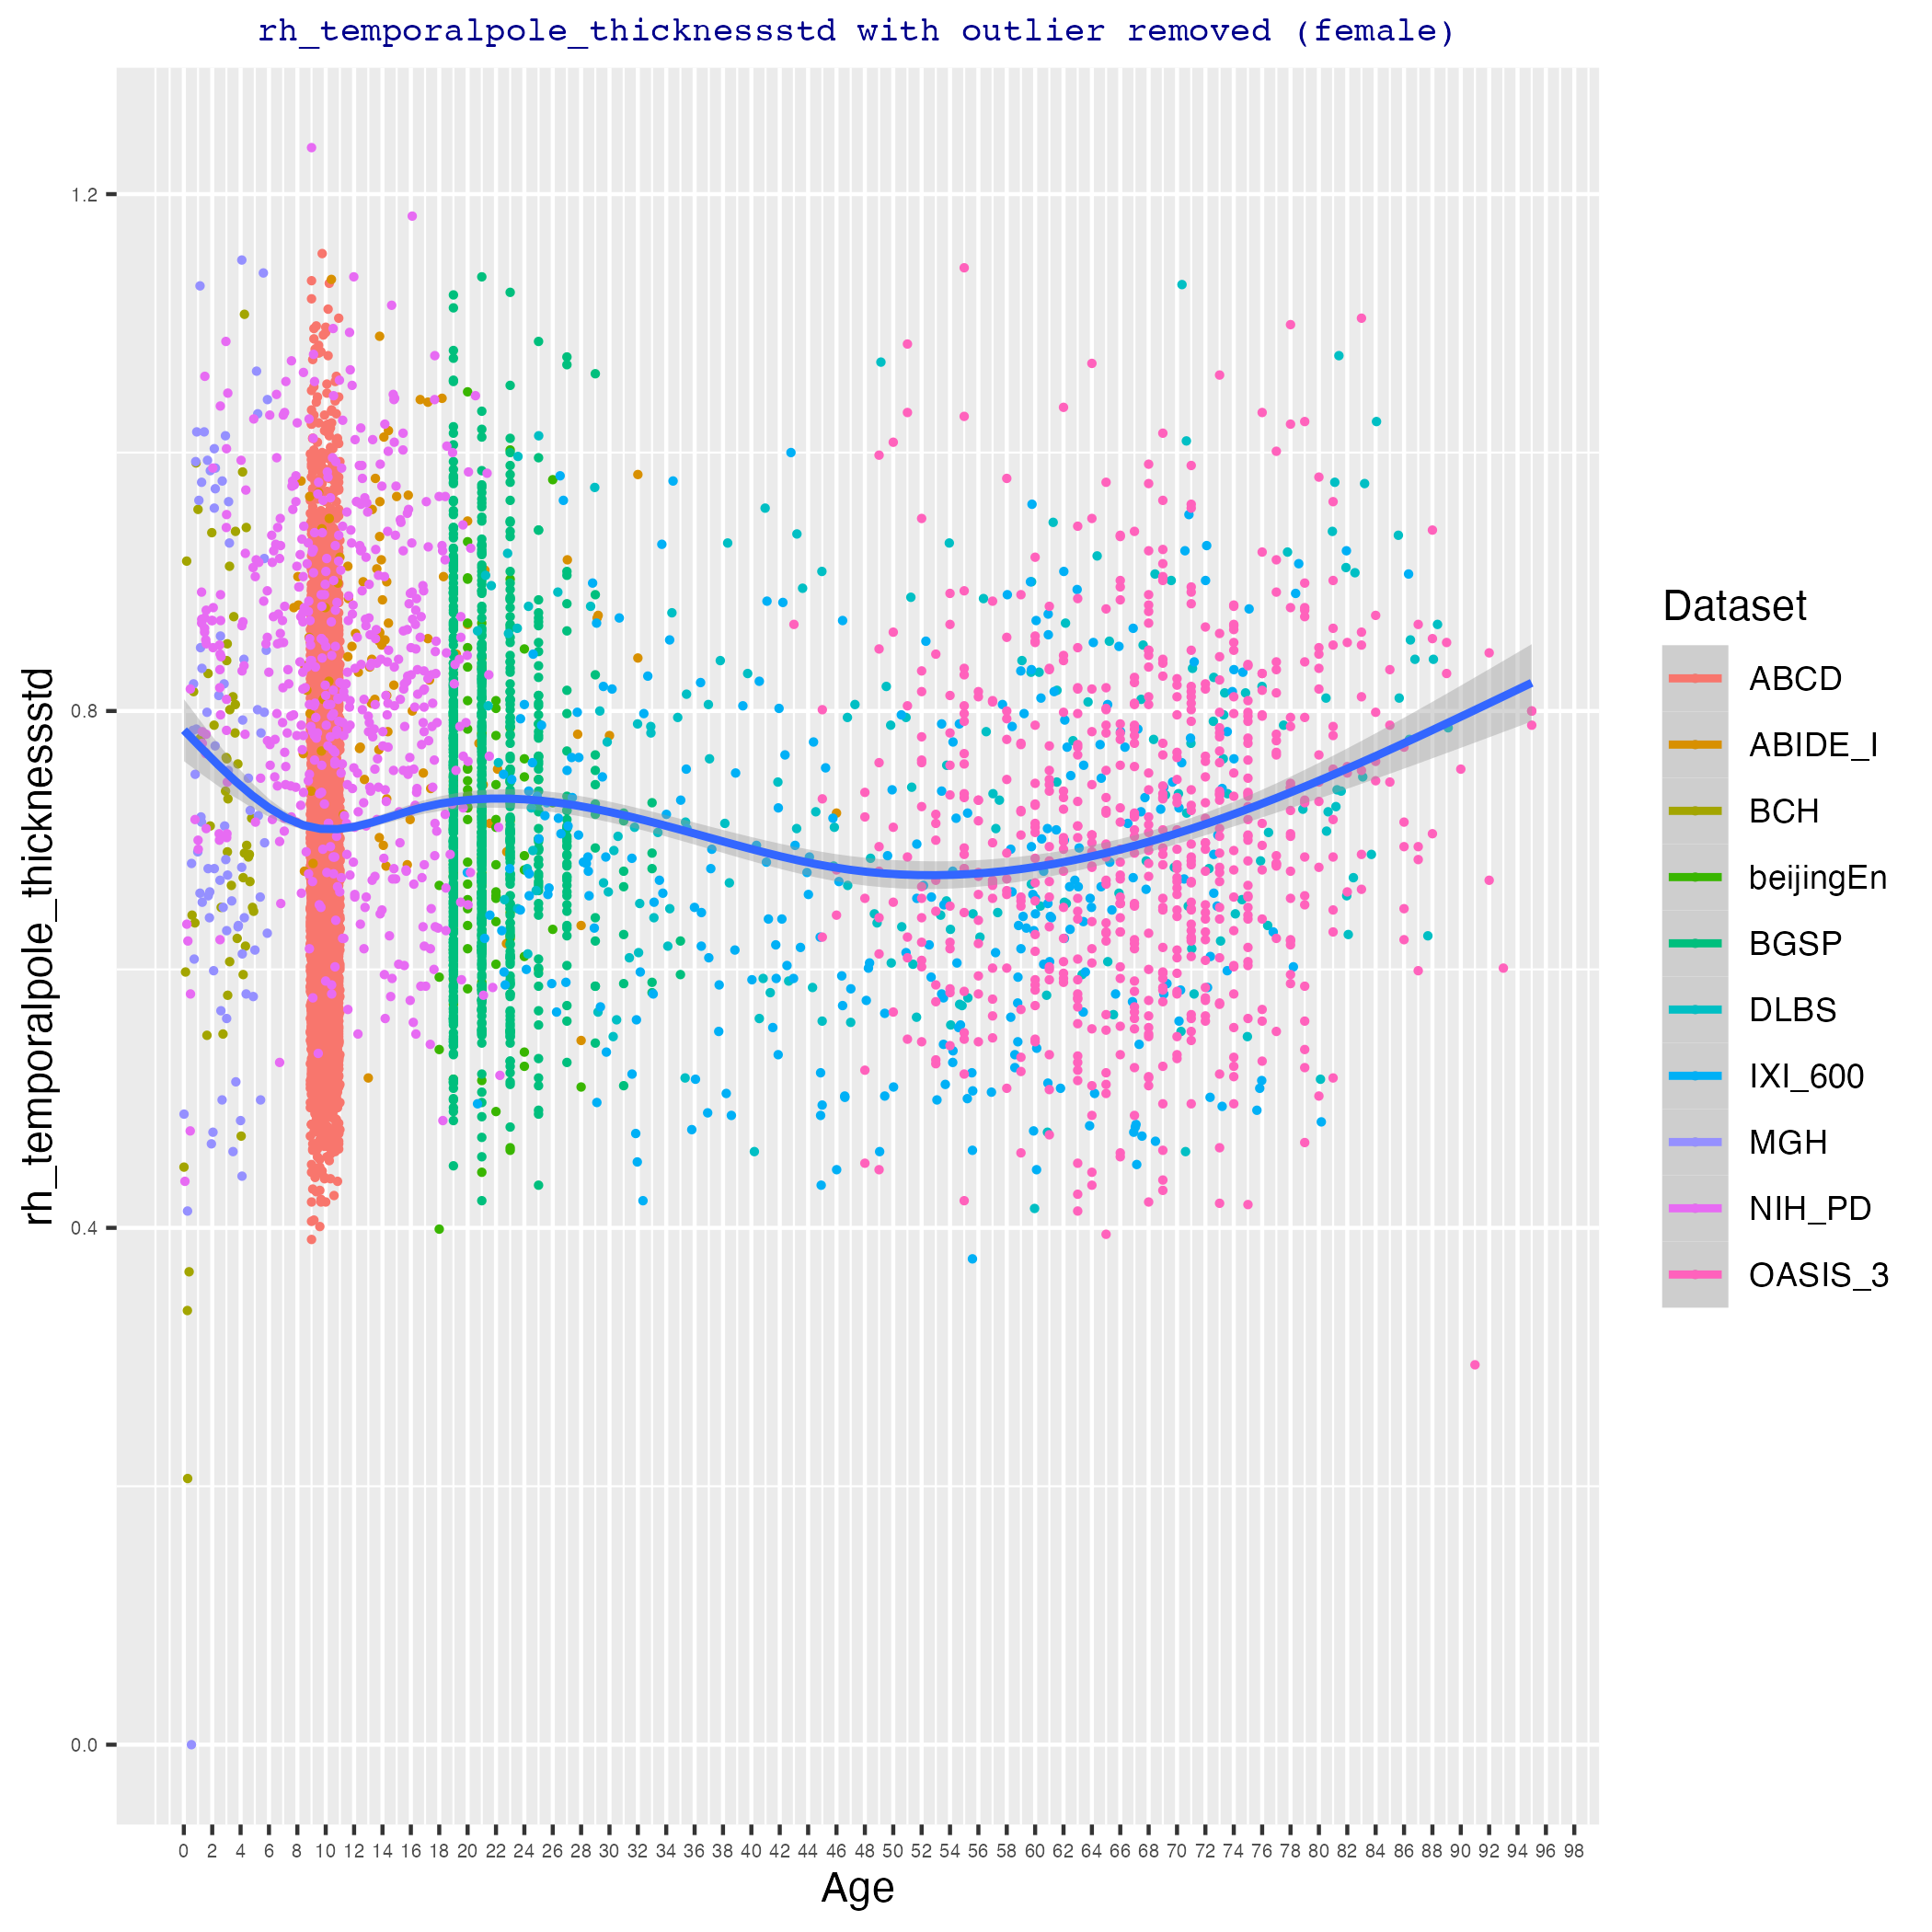 rh_temporalpole_thicknessstd with outlier removed (female)
rh_temporalpole_thicknessstd
1.2
0.8
0.4
0.0
0 2 4 6 8 10 12 14 16 18 20 22 24 26 28 30 32 34 36 38 40 42 44 46 48 50 52 54 56 58 60 62 64 66 68 70 72 74 76 78 80 82 84 86 88 90 92 94 96 98
Age
Dataset
ABCD
ABIDE_I
BCH
beijingEn
BGSP
DLBS
IXI_600
MGH
NIH_PD
OASIS_3